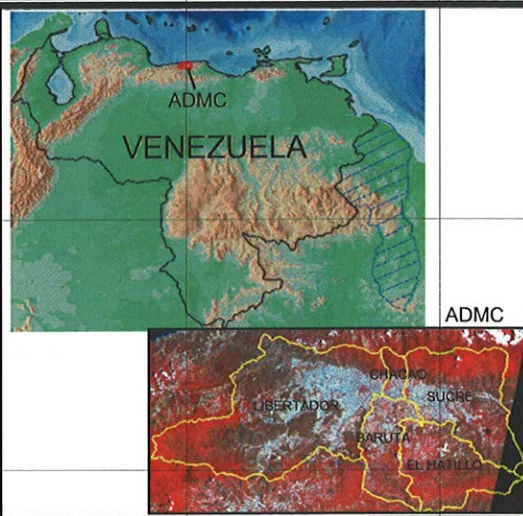 ADMC
VENEZUELA
ADMC
CHACAO
SUCRE
LIBERTADOR
BARUTA
EL HATILLO